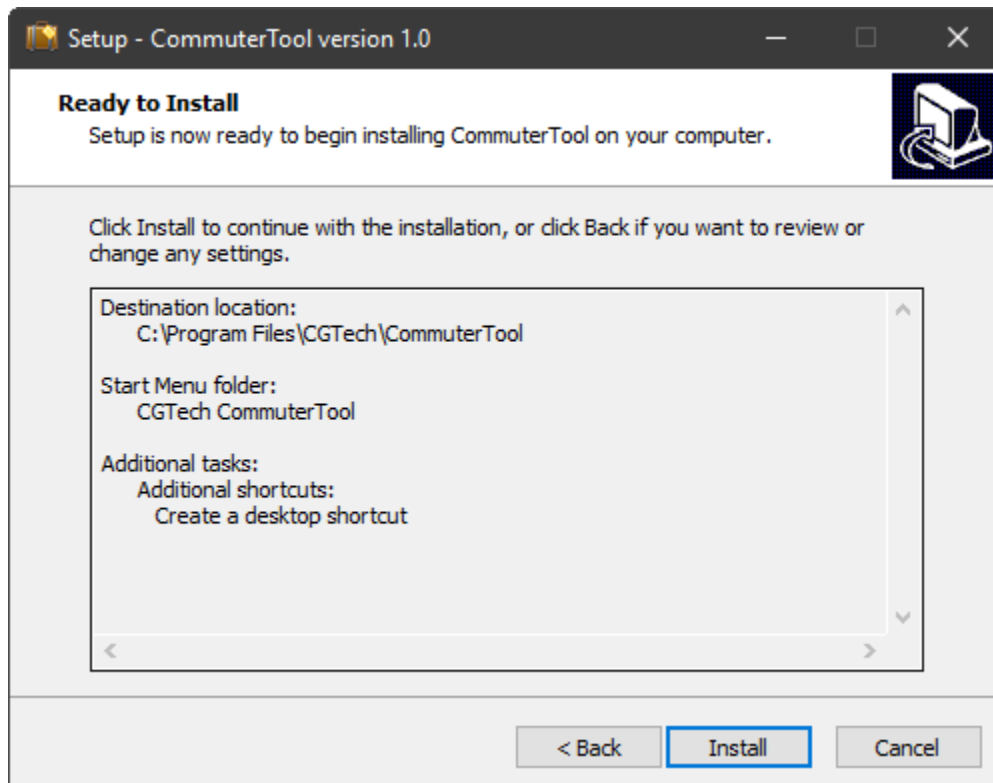 Setup - CommuterTool version 1.0
Ready to Install
Setup is now ready to begin installing CommuterTool on your computer.
Click Install to continue with the installation, or click Back if you want to review or
change any settings.
Destination location:
C:\Program Files\CGTech\CommuterTool
Start Menu folder:
CGTech CommuterTool
Additional tasks:
Additional shortcuts:
Create a desktop shortcut
< Back
Install
Cancel